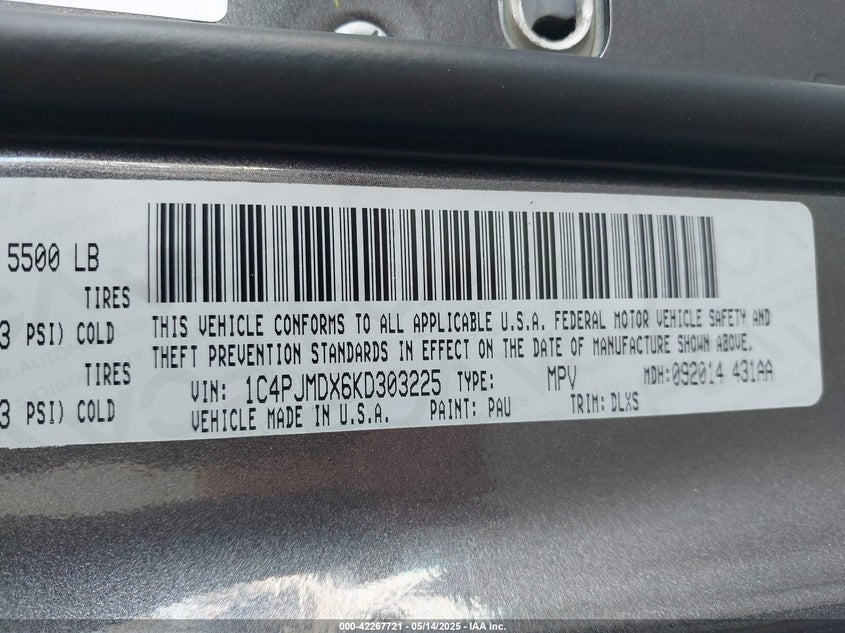 5500 LB
TIRES
3 PSI) COLD
TIRES
3 PSI) COLD
THIS VEHICLE CONFORMS TO ALL APPLICABLE U.S.A. FEDERAL MOTOR VEHICLE SAFETY AND
THEFT PREVENTION STANDARDS IN EFFECT ON THE DATE OF MANUFACTURE SHOWN ABOVE.
VIN: 1C4PJMDX6KD303225 TYPE: MPV MDH:092014 431AA
VEHICLE MADE IN U.S.A. PAINT: PAU TRIM: DLXS
000-42267721 - 05/14/2025 - IAA Inc.